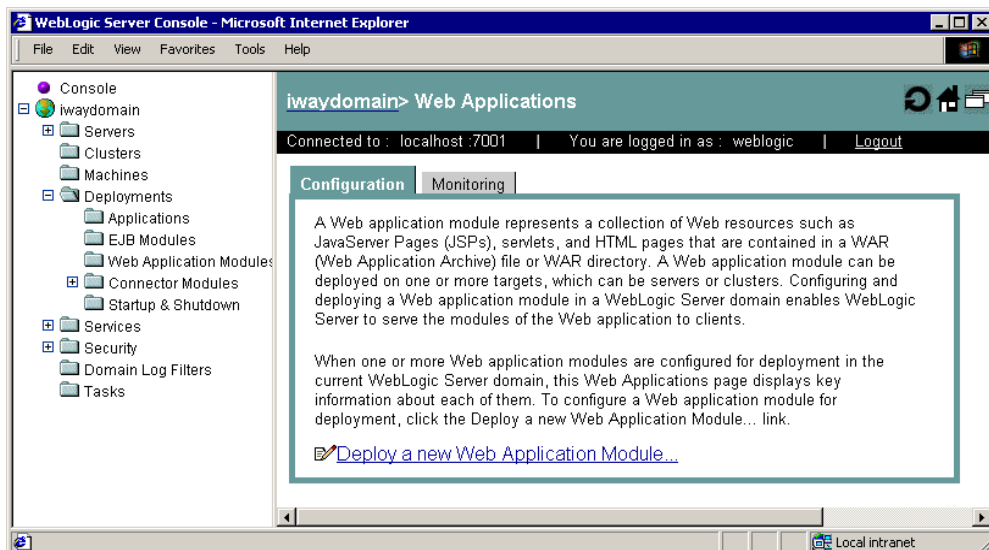 WebLogic Server Console - Microsoft Internet Explorer
File Edit View Favorites Tools Help
Console
iwaydomain
Servers
Clusters
Machines
Deployments
Applications
EJB Modules
Web Application Modules
Connector Modules
Startup & Shutdown
Services
Security
Domain Log Filters
Tasks
iwaydomain> Web Applications
Connected to : localhost :7001 | You are logged in as : weblogic | Logout
Configuration Monitoring
A Web application module represents a collection of Web resources such as
JavaServer Pages (JSPs), servlets, and HTML pages that are contained in a WAR
(Web Application Archive) file or WAR directory. A Web application module can be
deployed on one or more targets, which can be servers or clusters. Configuring and
deploying a Web application module in a WebLogic Server domain enables WebLogic
Server to serve the modules of the Web application to clients.
When one or more Web application modules are configured for deployment in the
current WebLogic Server domain, this Web Applications page displays key
information about each of them. To configure a Web application module for
deployment, click the Deploy a new Web Application Module... link.
Deploy a new Web Application Module...
Local intranet